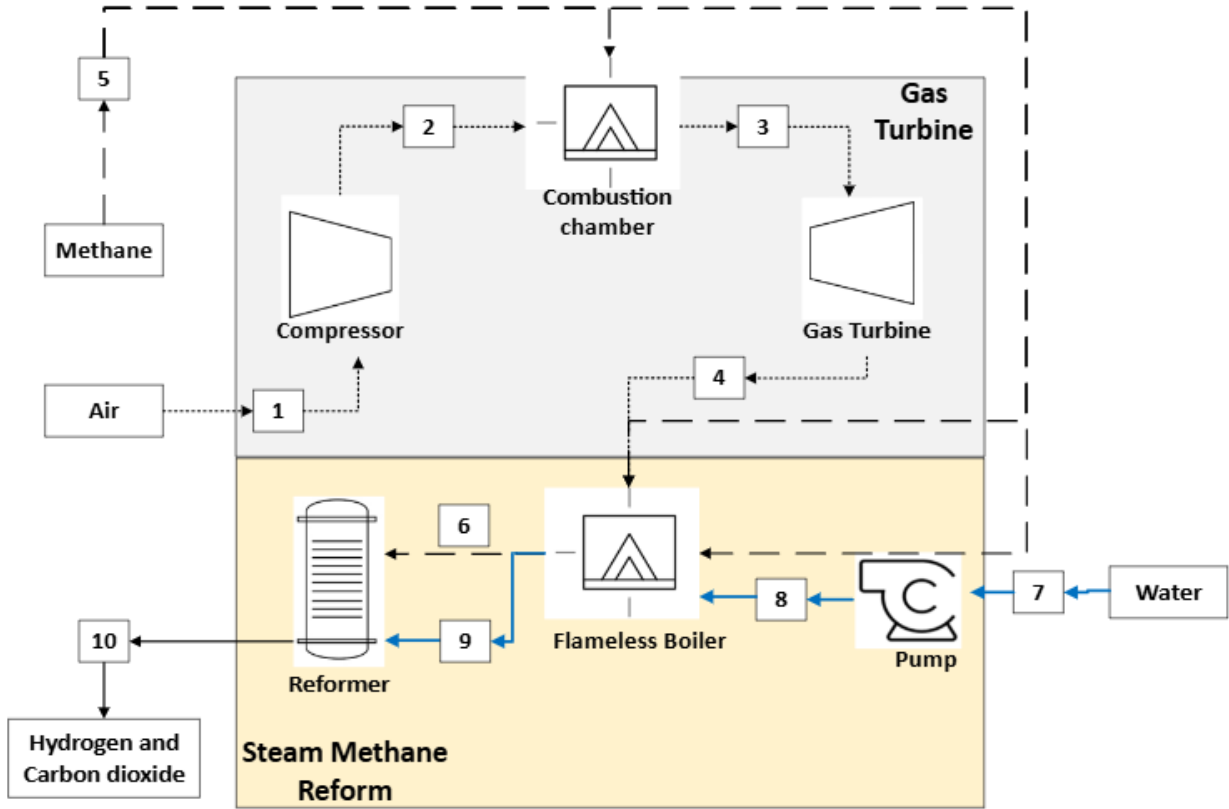 5
Gas
Turbine
2
3
Combustion
chamber
Methane
Compressor
Gas Turbine
4
Air
1
6
7
Water
8
9
Flameless Boiler
Pump
10
Reformer
Hydrogen and
Carbon dioxide
Steam Methane
Reform